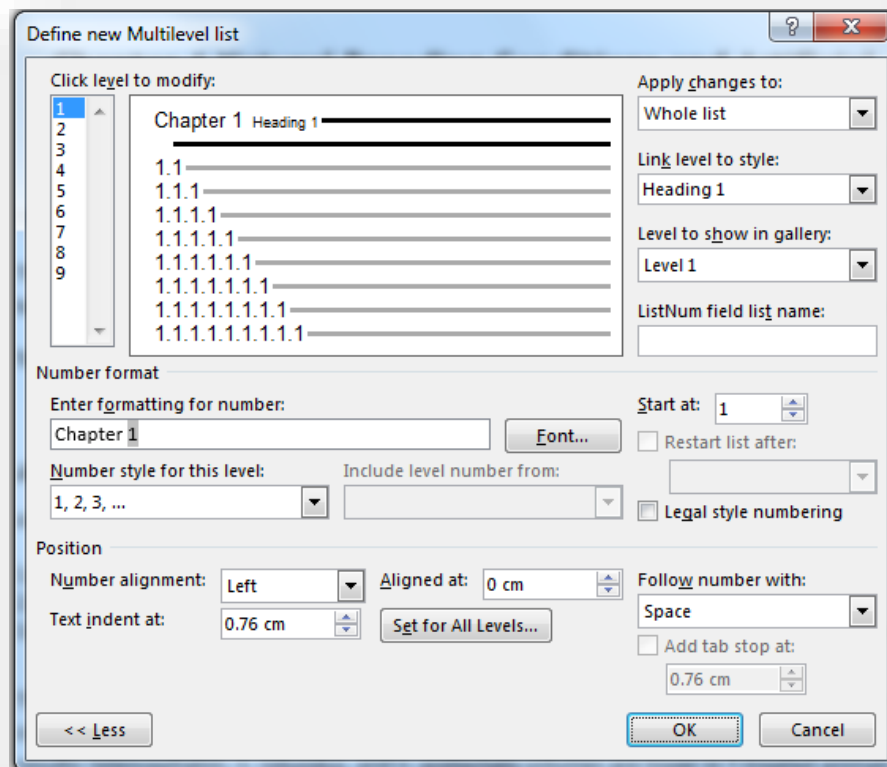 Define new Multilevel list
Click level to modify:
1
2
3
4
5
6
7
8
9
Chapter 1 Heading 1
1.1
1.1.1
1.1.1.1
1.1.1.1.1
1.1.1.1.1.1
1.1.1.1.1.1.1
1.1.1.1.1.1.1.1
1.1.1.1.1.1.1.1.1
Apply changes to:
Whole list
Link level to style:
Heading 1
Level to show in gallery:
Level 1
ListNum field list name:
Number format
Enter formatting for number:
Chapter 1
Font...
Start at: 1
Restart list after:
Number style for this level:
Include level number from:
1, 2, 3, ...
Legal style numbering
Position
Number alignment: Left
Aligned at: 0 cm
Follow number with:
Space
Text indent at: 0.76 cm
Set for All Levels...
Add tab stop at:
0.76 cm
<< Less
OK
Cancel